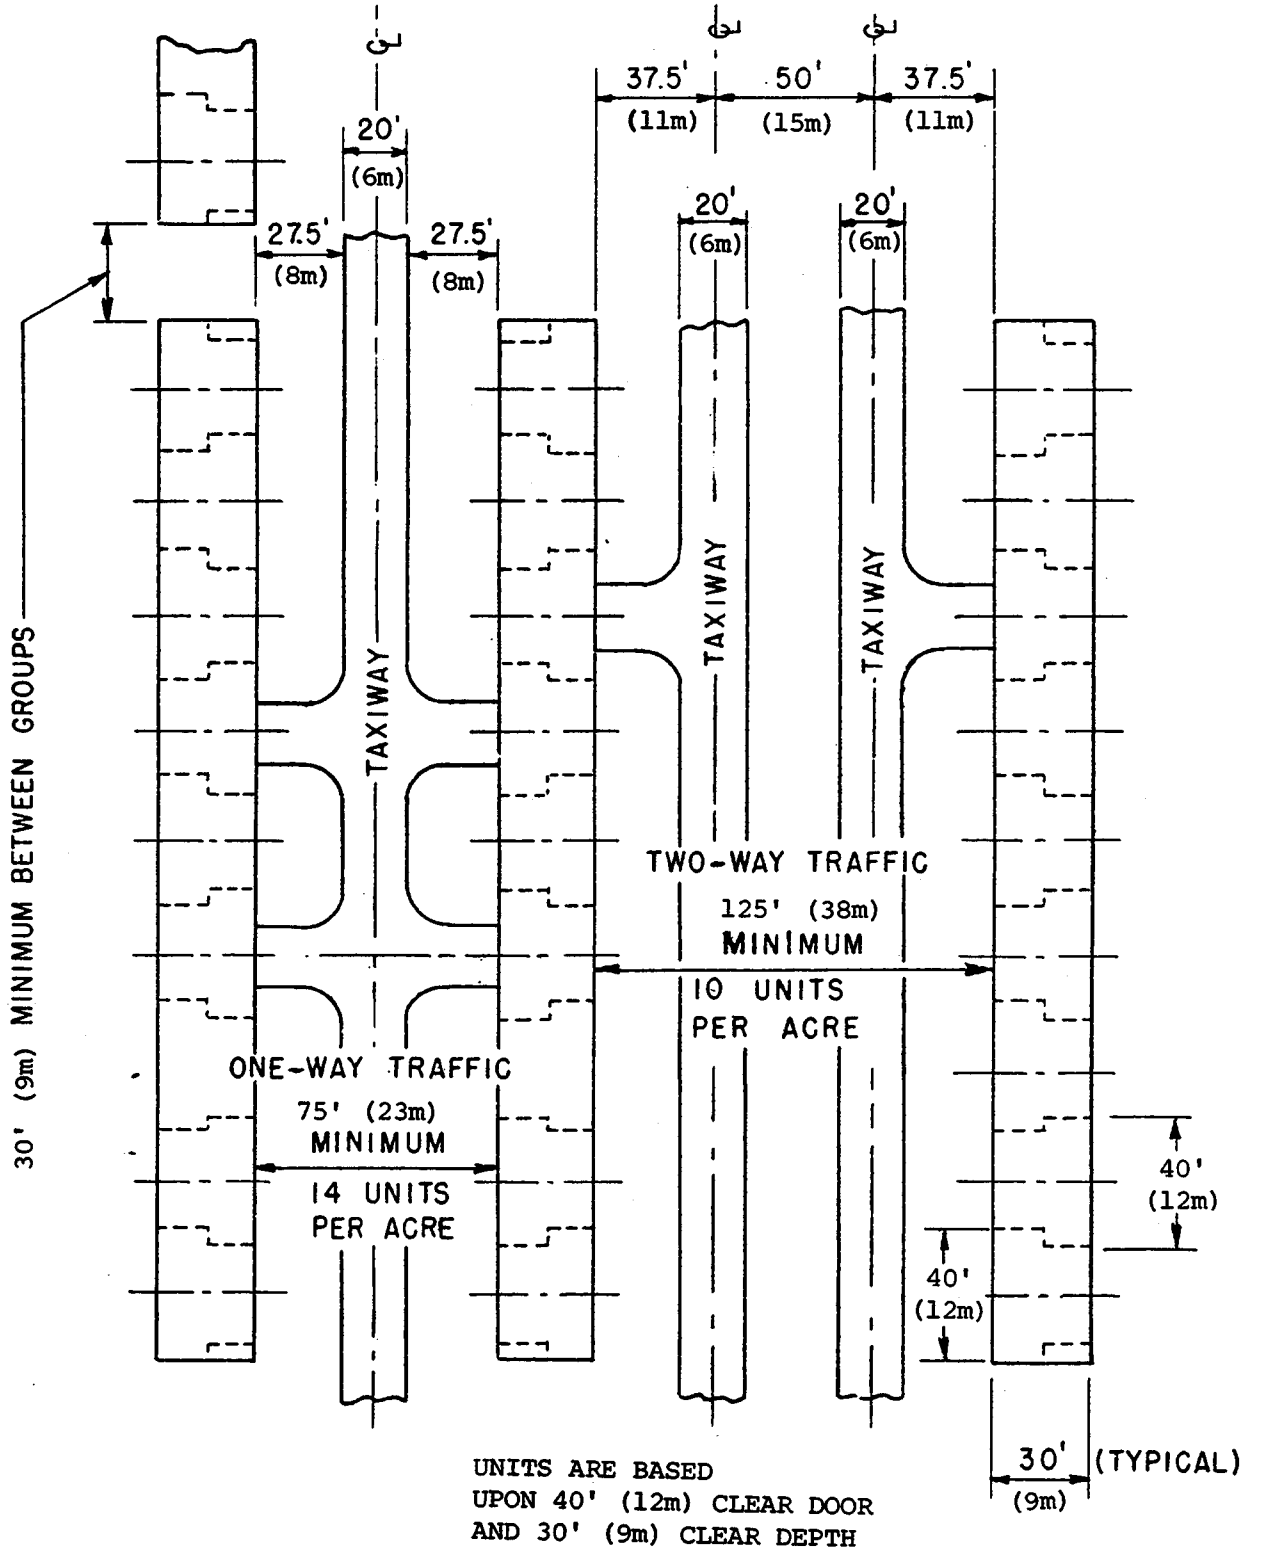 ℄
℄
℄
37.5'
50'
37.5'
(11m)
(15m)
(11m)
20'
(6m)
20'
(6m)
20'
(6m)
27.5'
(8m)
27.5'
(8m)
30' (9m) MINIMUM BETWEEN GROUPS
TAXIWAY
TAXIWAY
TAXIWAY
TWO-WAY TRAFFIC
125' (38m)
MINIMUM
10 UNITS
PER ACRE
ONE-WAY TRAFFIC
75' (23m)
MINIMUM
14 UNITS
PER ACRE
40'
(12m)
40'
(12m)
30' (TYPICAL)
(9m)
UNITS ARE BASED
UPON 40' (12m) CLEAR DOOR
AND 30' (9m) CLEAR DEPTH